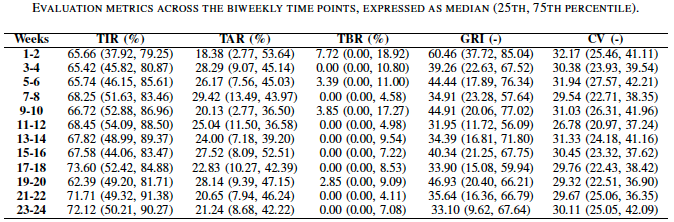 EVALUATION METRICS ACROSS THE BIWEEKLY TIME POINTS, EXPRESSED AS MEDIAN (25TH, 75TH PERCENTILE).
Weeks TIR (%) TAR (%) TBR (%) GRI (-) CV (-)
1-2 65.66 (37.92, 79.25) 18.38 (2.77, 53.64) 7.72 (0.00, 18.92) 60.46 (37.72, 85.04) 32.17 (25.46, 41.11)
3-4 65.42 (45.82, 80.87) 28.29 (9.07, 45.14) 0.00 (0.00, 10.80) 39.26 (22.63, 67.52) 30.38 (23.93, 39.54)
5-6 65.74 (46.15, 85.61) 26.17 (7.56, 45.03) 3.39 (0.00, 11.00) 44.44 (17.89, 76.34) 31.94 (27.57, 42.21)
7-8 68.25 (51.63, 83.46) 29.42 (13.49, 43.97) 0.00 (0.00, 4.58) 34.91 (23.28, 57.64) 29.54 (22.71, 38.35)
9-10 66.72 (52.88, 86.96) 20.13 (2.77, 36.50) 3.85 (0.00, 17.27) 44.91 (20.06, 77.02) 31.03 (26.31, 41.96)
11-12 68.45 (54.09, 88.50) 25.04 (11.50, 36.58) 0.00 (0.00, 4.98) 31.95 (11.72, 56.09) 26.78 (20.97, 37.24)
13-14 67.82 (48.99, 89.37) 24.00 (7.18, 39.20) 0.00 (0.00, 9.54) 34.39 (16.81, 71.80) 31.33 (24.18, 41.16)
15-16 67.58 (44.06, 83.47) 27.52 (8.09, 52.51) 0.00 (0.00, 7.22) 40.34 (21.25, 67.75) 30.45 (23.32, 37.62)
17-18 73.60 (52.42, 84.88) 22.83 (10.27, 42.39) 0.00 (0.00, 8.53) 33.90 (15.08, 59.94) 29.76 (22.43, 38.42)
19-20 62.39 (49.20, 81.71) 28.14 (9.39, 47.15) 2.85 (0.00, 9.09) 46.93 (20.40, 66.21) 29.32 (22.51, 36.90)
21-22 71.71 (49.32, 91.38) 20.65 (7.94, 46.24) 0.00 (0.00, 4.11) 35.64 (16.36, 66.79) 29.67 (25.06, 36.35)
23-24 72.12 (50.21, 90.27) 21.24 (8.68, 42.22) 0.00 (0.00, 7.08) 33.10 (9.62, 67.64) 30.11 (25.05, 42.09)